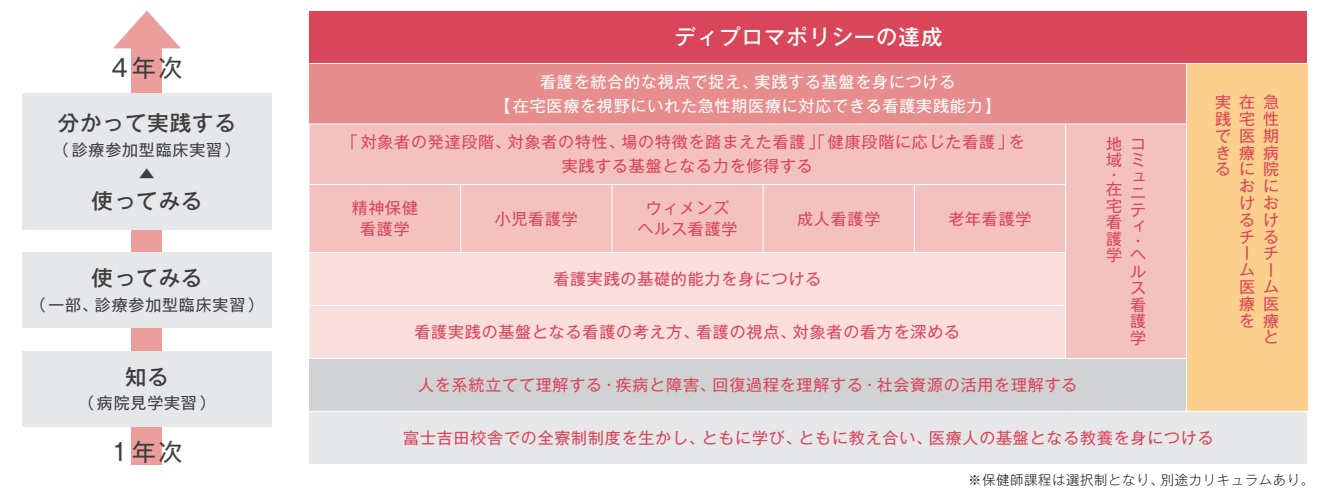 4年次
分かって実践する
（診療参加型臨床実習）
▲
使ってみる
使ってみる
（一部、診療参加型臨床実習）
知る
（病院見学実習）
1年次
ディプロマポリシーの達成
看護を統合的な視点で捉え、実践する基盤を身につける
【在宅医療を視野にいれた急性期医療に対応できる看護実践能力】
「対象者の発達段階、対象者の特性、場の特徴を踏まえた看護」「健康段階に応じた看護」を
実践する基盤となる力を修得する
精神保健
看護学
小児看護学
ウィメンズ
ヘルス看護学
成人看護学
老年看護学
看護実践の基礎的能力を身につける
看護実践の基盤となる看護の考え方、看護の視点、対象者の看方を深める
コミュニティ・ヘルス看護学
地域・在宅看護学
急性期病院におけるチーム医療と
在宅医療におけるチーム医療を
実践できる
人を系統立てて理解する・疾病と障害、回復過程を理解する・社会資源の活用を理解する
富士吉田校舎での全寮制制度を生かし、ともに学び、ともに教え合い、医療人の基盤となる教養を身につける
※保健師課程は選択制となり、別途カリキュラムあり。